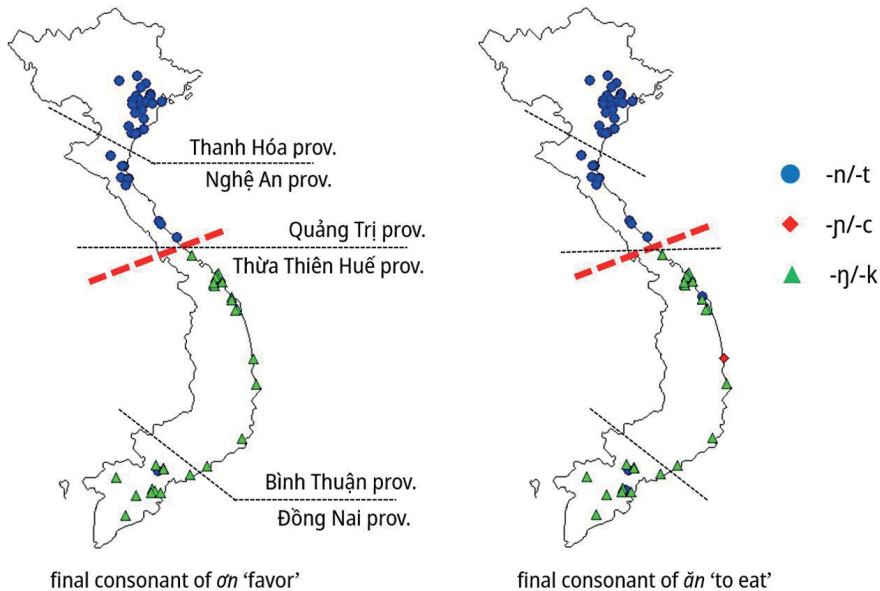 Thanh Hóa prov.
Nghệ An prov.
Quảng Trị prov.
Thừa Thiên Huế prov.
Bình Thuận prov.
Đồng Nai prov.
final consonant of ơn ‘favor’
final consonant of ăn ‘to eat’
-n/-t
-ɲ/-c
-ŋ/-k